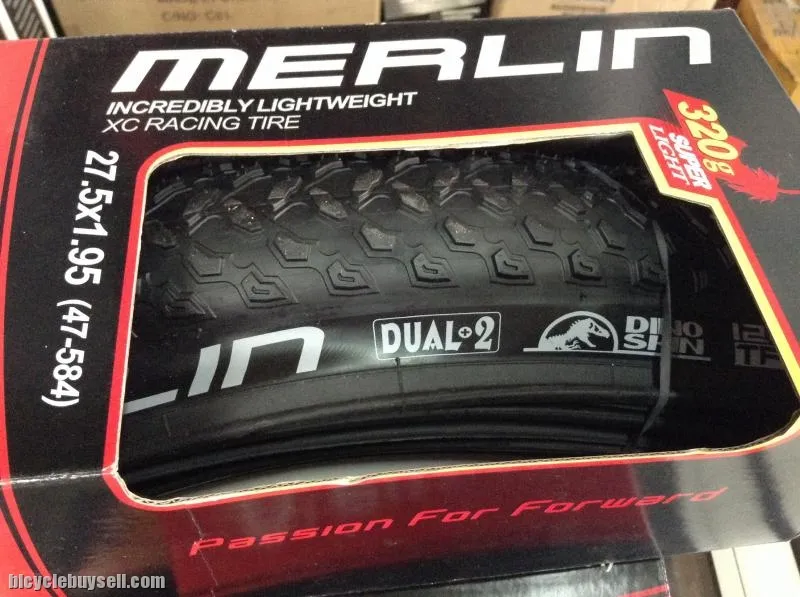 MERLIN
INCREDIBLY LIGHTWEIGHT
XC RACING TIRE
320g
SUPER
LIGHT
27.5x1.95 (47-584)
LIN
DUAL+2
DINO
SKIN
Passion For Forward
bicyclebuysell.com